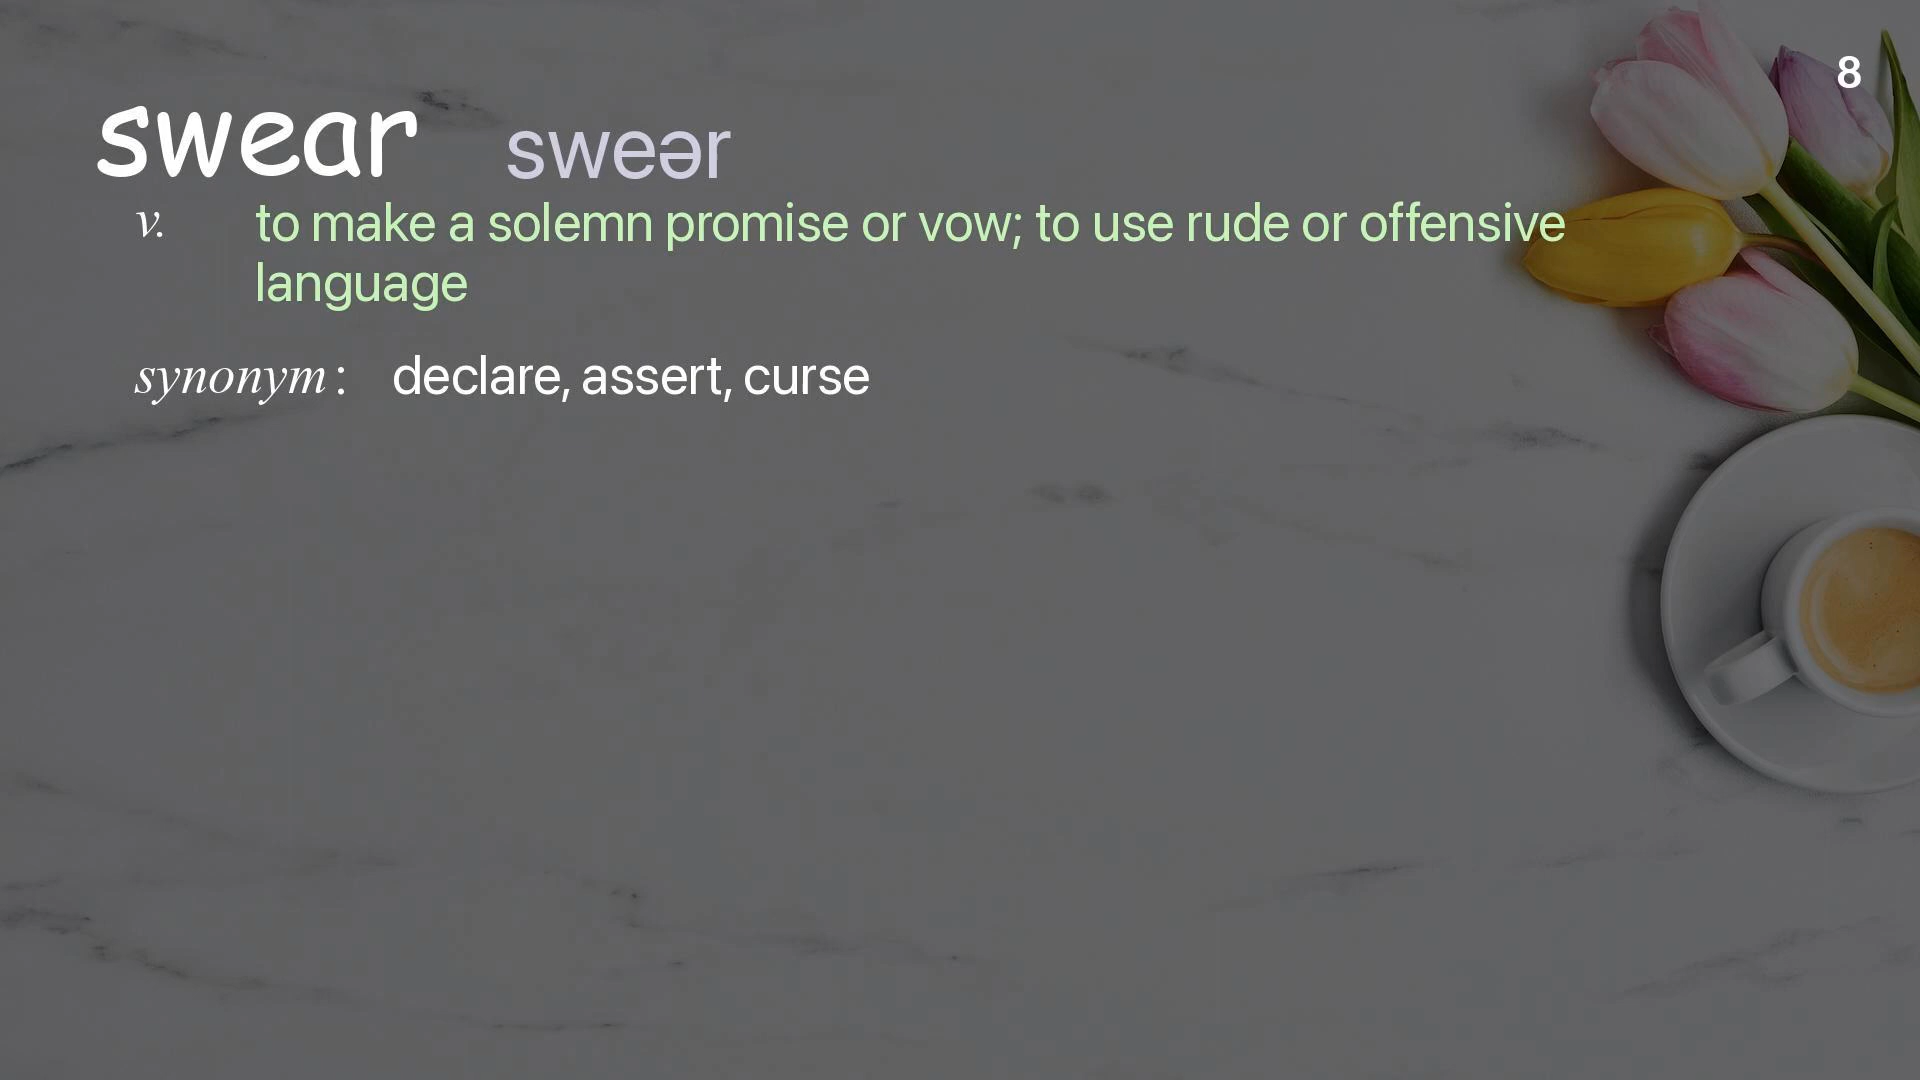 8
swear sweər
v. to make a solemn promise or vow; to use rude or offensive
language
synonym : declare, assert, curse